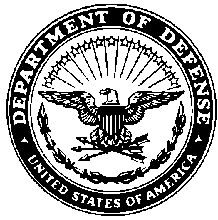 DEPARTMENT OF DEFENSE
UNITED STATES OF AMERICA